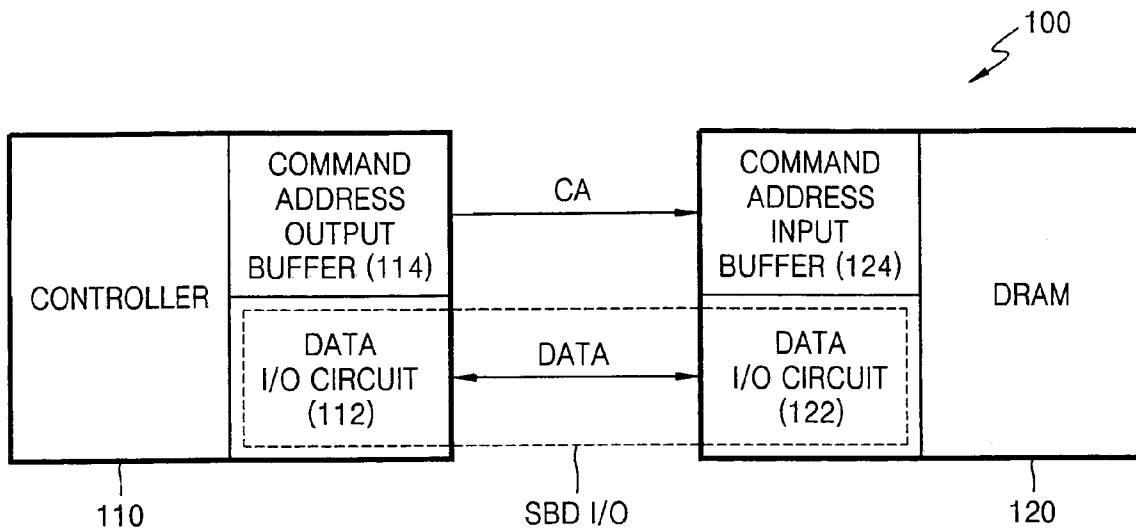 100
CONTROLLER
COMMAND
ADDRESS
OUTPUT
BUFFER (114)
DATA
I/O CIRCUIT
(112)
CA
DATA
COMMAND
ADDRESS
INPUT
BUFFER (124)
DATA
I/O CIRCUIT
(122)
DRAM
110
SBD I/O
120